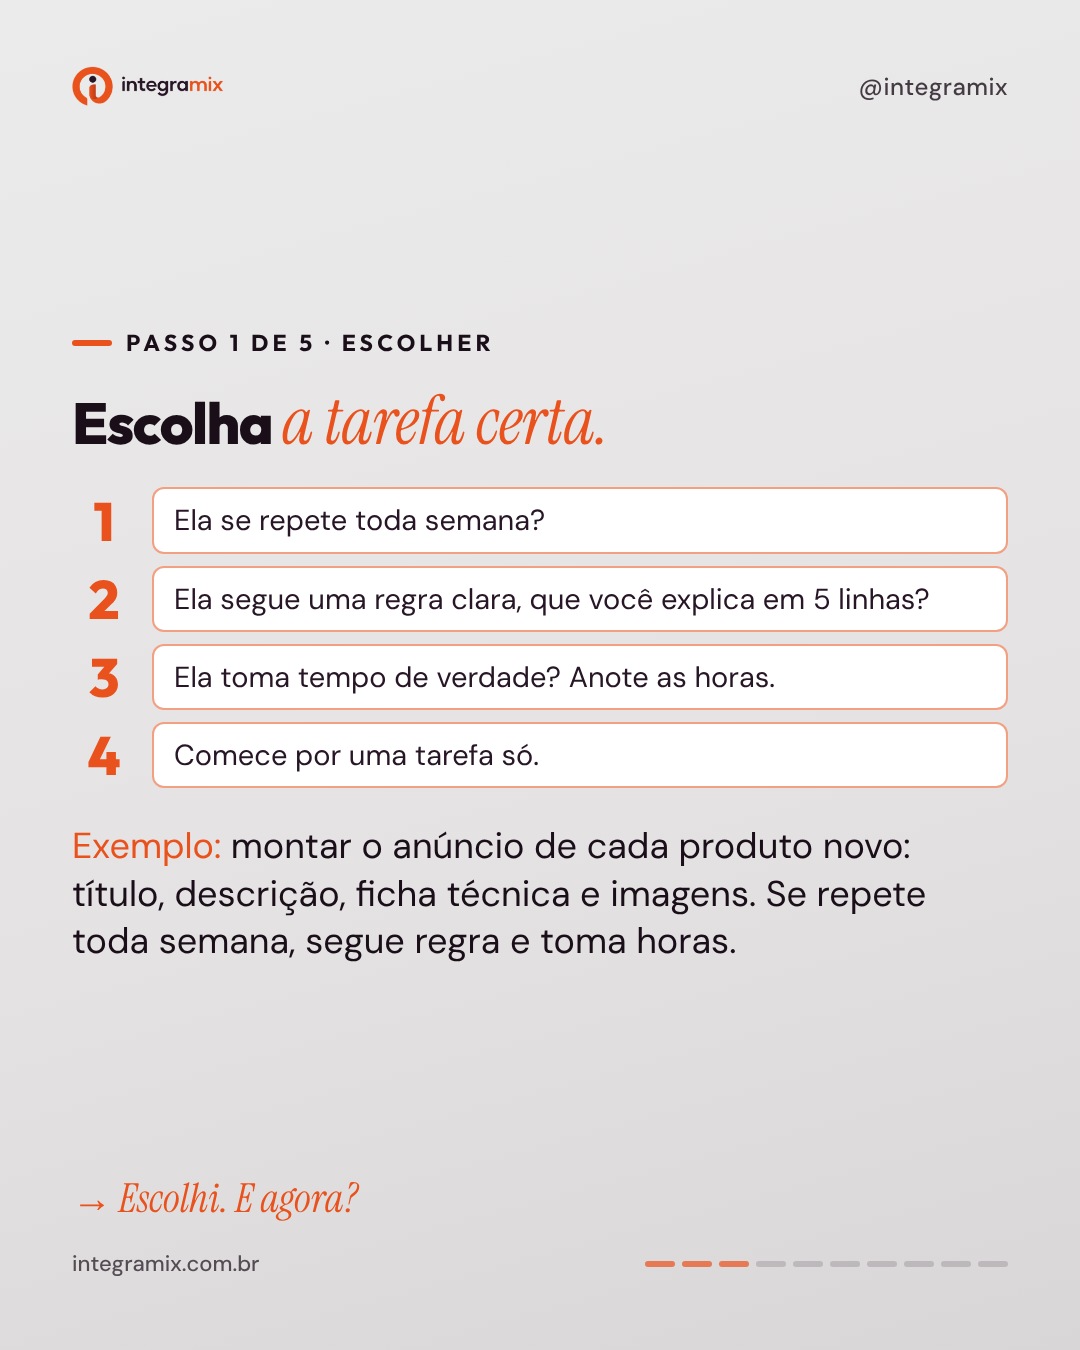 integramix
@integramix
PASSO 1 DE 5 · ESCOLHER
Escolha a tarefa certa.
1 Ela se repete toda semana?
2 Ela segue uma regra clara, que você explica em 5 linhas?
3 Ela toma tempo de verdade? Anote as horas.
4 Comece por uma tarefa só.
Exemplo: montar o anúncio de cada produto novo:
título, descrição, ficha técnica e imagens. Se repete
toda semana, segue regra e toma horas.
→ Escolhi. E agora?
integramix.com.br